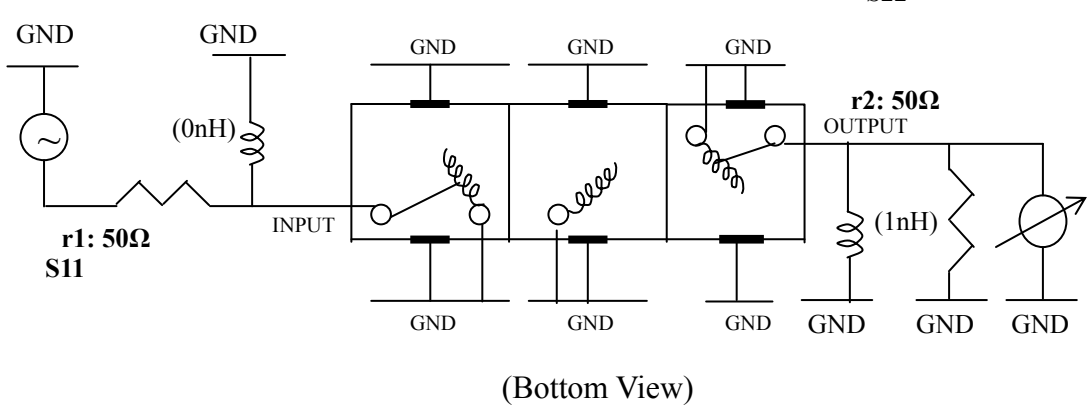 GND
GND
GND
GND
GND
(0nH)
r2: 50Ω
OUTPUT
INPUT
(1nH)
r1: 50Ω
S11
GND
GND
GND
GND
GND
GND
(Bottom View)